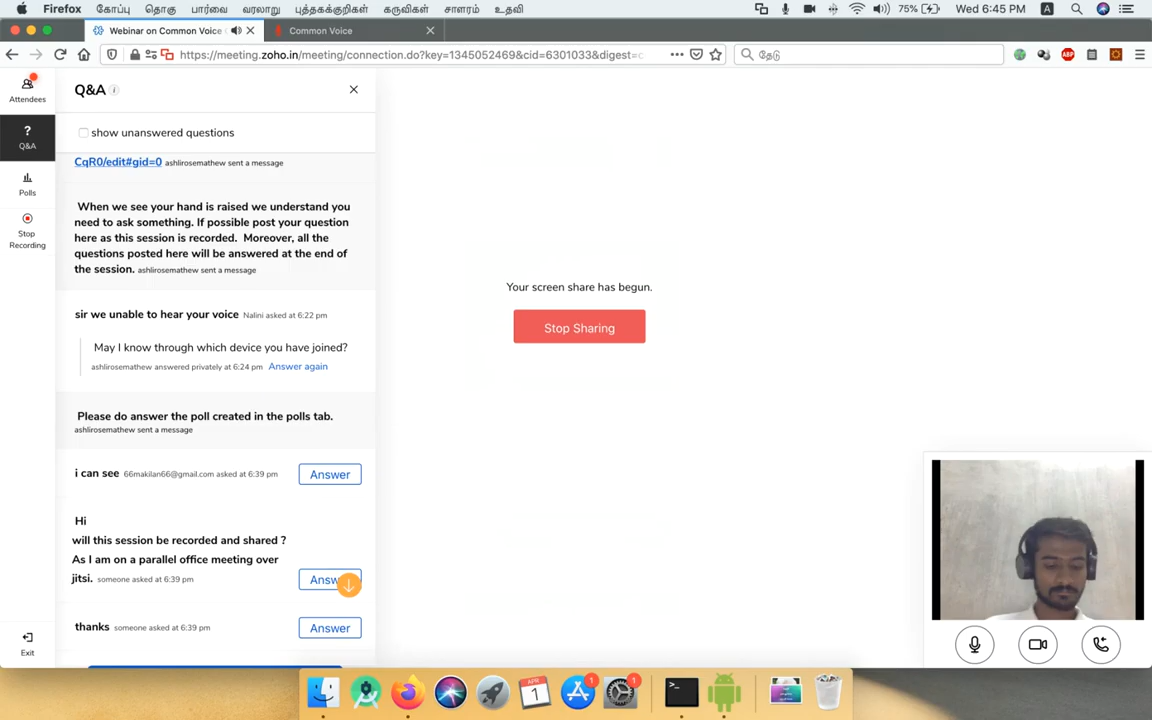 Firefox கோப்பு தொகு பார்வை வரலாறு புத்தகக்குறிகள் கருவிகள் சாளரம் உதவி 75% Wed 6:45 PM A
Webinar on Common Voice Common Voice
https://meeting.zoho.in/meeting/connection.do?key=1345052469&cid=6301033&digest=c தேடு ABP
Attendees
Q&A
Polls
Stop
Recording
Exit
Q&A
show unanswered questions
CqR0/edit#gid=0 ashlirosemathew sent a message
When we see your hand is raised we understand you
need to ask something. If possible post your question
here as this session is recorded. Moreover, all the
questions posted here will be answered at the end of
the session. ashlirosemathew sent a message
sir we unable to hear your voice Nalini asked at 6:22 pm
May I know through which device you have joined?
ashlirosemathew answered privately at 6:24 pm Answer again
Please do answer the poll created in the polls tab.
ashlirosemathew sent a message
i can see 66makilan66@gmail.com asked at 6:39 pm Answer
Hi
will this session be recorded and shared ?
As I am on a parallel office meeting over
jitsi. someone asked at 6:39 pm Answ
thanks someone asked at 6:39 pm Answer
Your screen share has begun.
Stop Sharing
APR
1
1
1